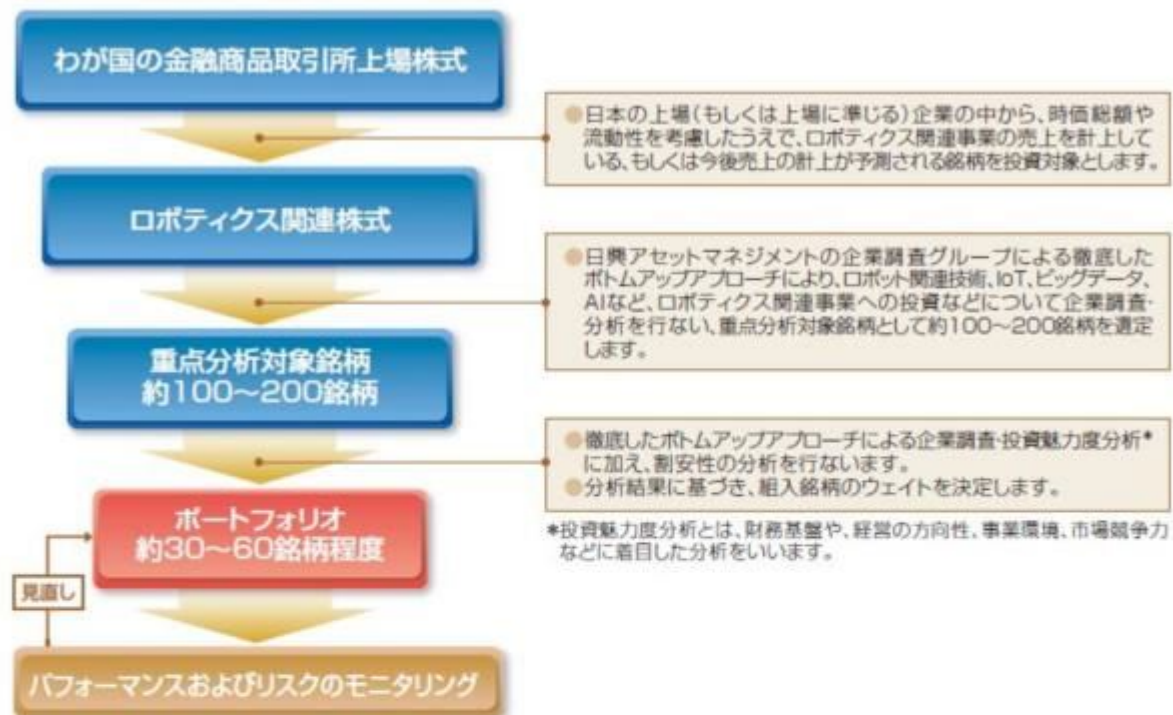 わが国の金融商品取引所上場株式
●日本の上場(もしくは上場に準じる)企業の中から、時価総額や
流動性を考慮したうえで、ロボティクス関連事業の売上を計上して
いる、もしくは今後売上の計上が予測される銘柄を投資対象とします。
ロボティクス関連株式
●日興アセットマネジメントの企業調査グループによる徹底した
ボトムアップアプローチにより、ロボット関連技術、IoT、ビッグデータ、
AIなど、ロボティクス関連事業への投資などについて企業調査・
分析を行ない、重点分析対象銘柄として約100～200銘柄を選定
します。
重点分析対象銘柄
約100～200銘柄
●徹底したボトムアップアプローチによる企業調査・投資魅力度分析*
に加え、割安性の分析を行ないます。
●分析結果に基づき、組入銘柄のウェイトを決定します。
*投資魅力度分析とは、財務基盤や、経営の方向性、事業環境、市場競争力
などに着目した分析をいいます。
ポートフォリオ
約30～60銘柄程度
見直し
パフォーマンスおよびリスクのモニタリング